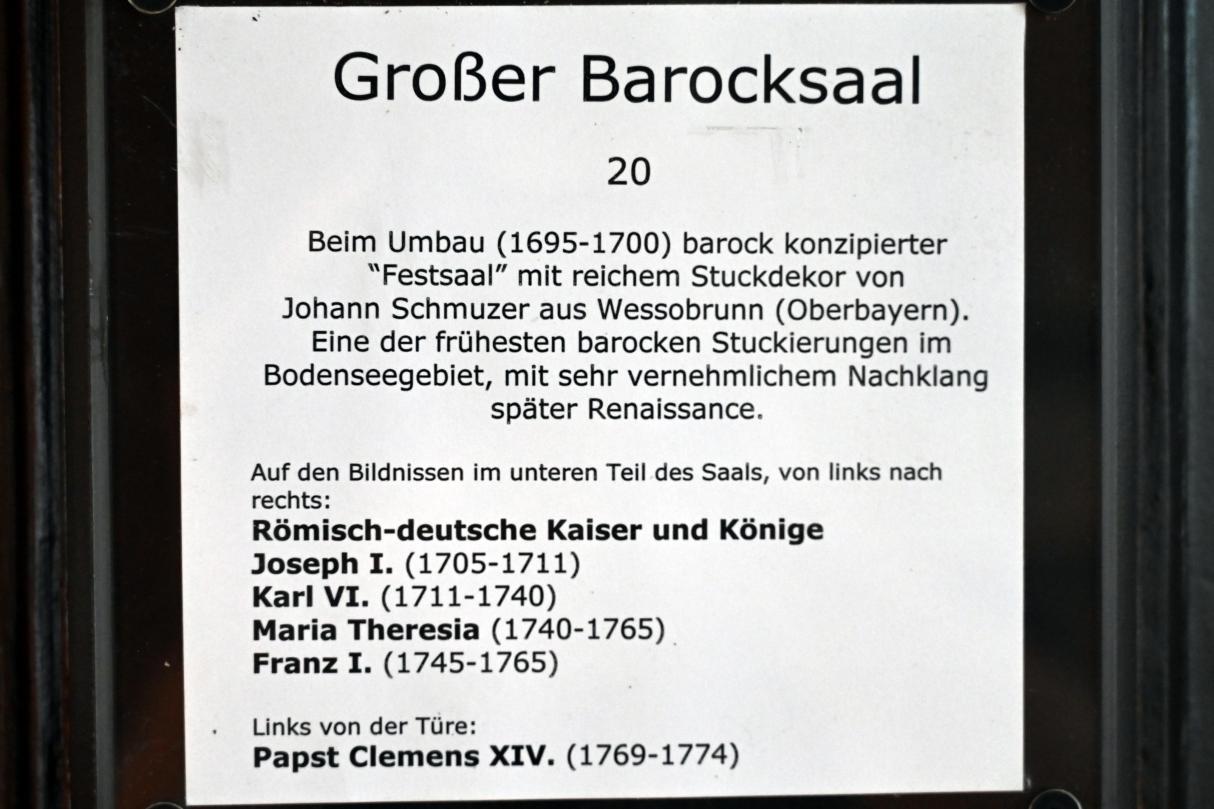 Großer Barocksaal
20
Beim Umbau (1695-1700) barock konzipierter
“Festsaal” mit reichem Stuckdekor von
Johann Schmuzer aus Wessobrunn (Oberbayern).
Eine der frühesten barocken Stuckierungen im
Bodenseegebiet, mit sehr vernehmlichem Nachklang
später Renaissance.
Auf den Bildnissen im unteren Teil des Saals, von links nach
rechts:
Römisch-deutsche Kaiser und Könige
Joseph I. (1705-1711)
Karl VI. (1711-1740)
Maria Theresia (1740-1765)
Franz I. (1745-1765)
Links von der Türe:
Papst Clemens XIV. (1769-1774)